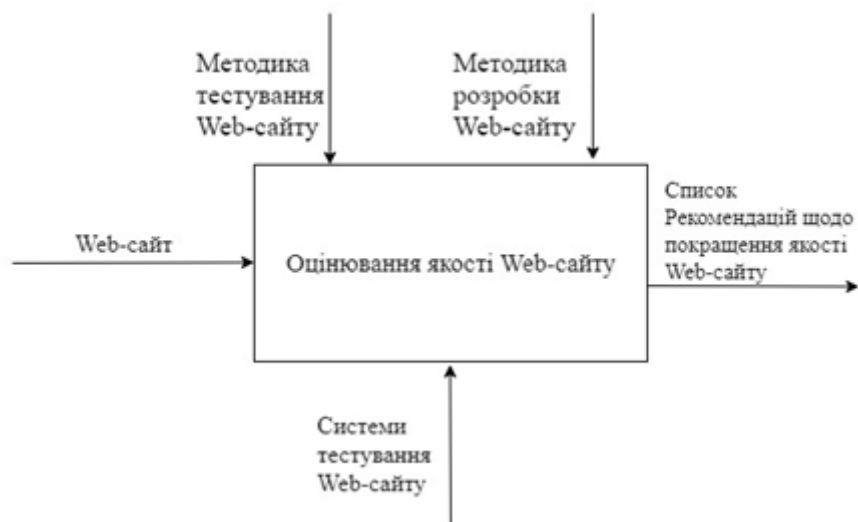 Методика
тестування
Web-сайту
Методика
розробки
Web-сайту
Список
Рекомендацій щодо
покращення якості
Web-сайту
Web-сайт
Оцінювання якості Web-сайту
Системи
тестування
Web-сайту